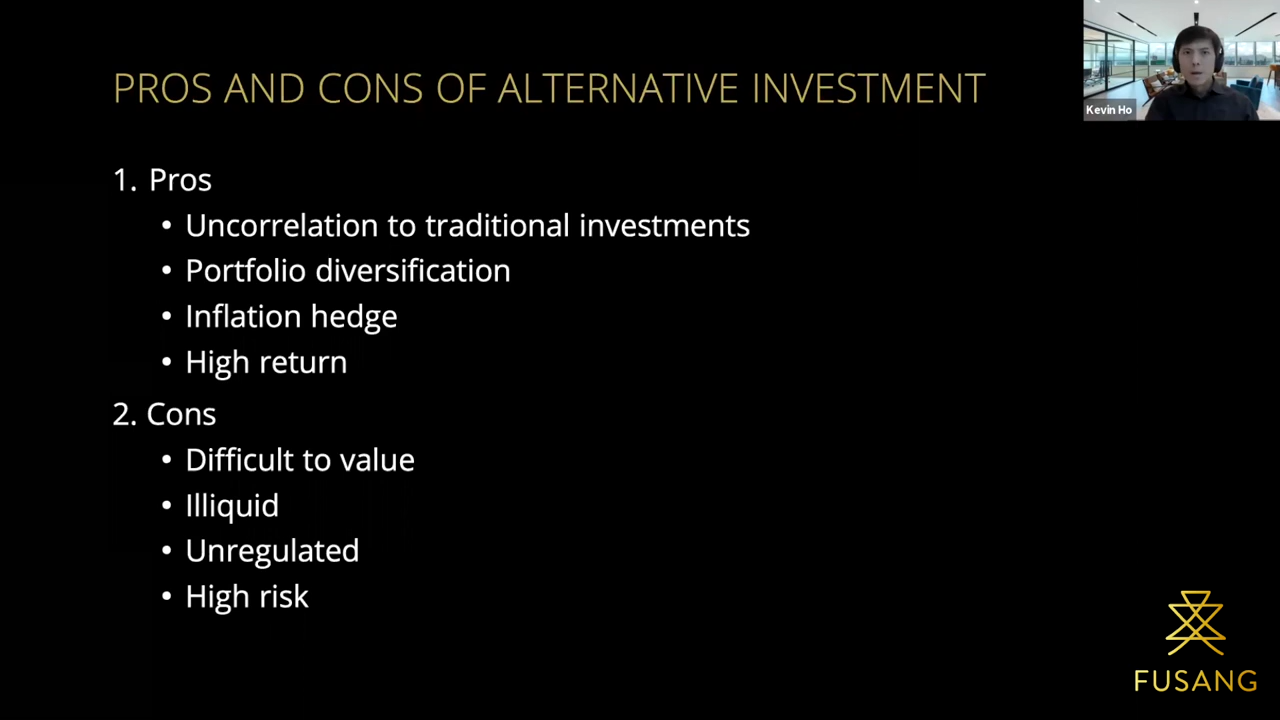 PROS AND CONS OF ALTERNATIVE INVESTMENT
Kevin Ho
1. Pros
• Uncorrelation to traditional investments
• Portfolio diversification
• Inflation hedge
• High return
2. Cons
• Difficult to value
• Illiquid
• Unregulated
• High risk
FUSANG